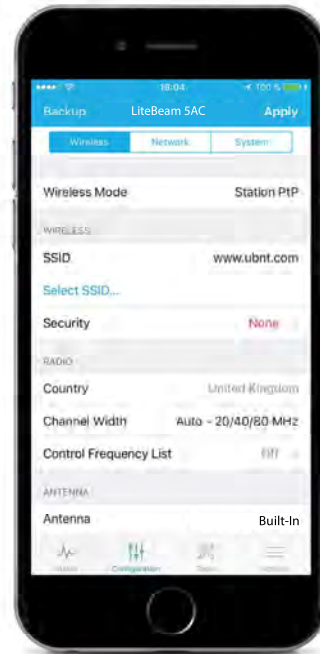 16:04 100 %
Backup LiteBeam 5AC Apply
Wireless Network System
Wireless Mode Station PtP
WIRELESS
SSID www.ubnt.com
Select SSID...
Security None
RADIO
Country United Kingdom
Channel Width Auto - 20/40/80 MHz
Control Frequency List Off
ANTENNA
Antenna Built-In
Configuration Tools